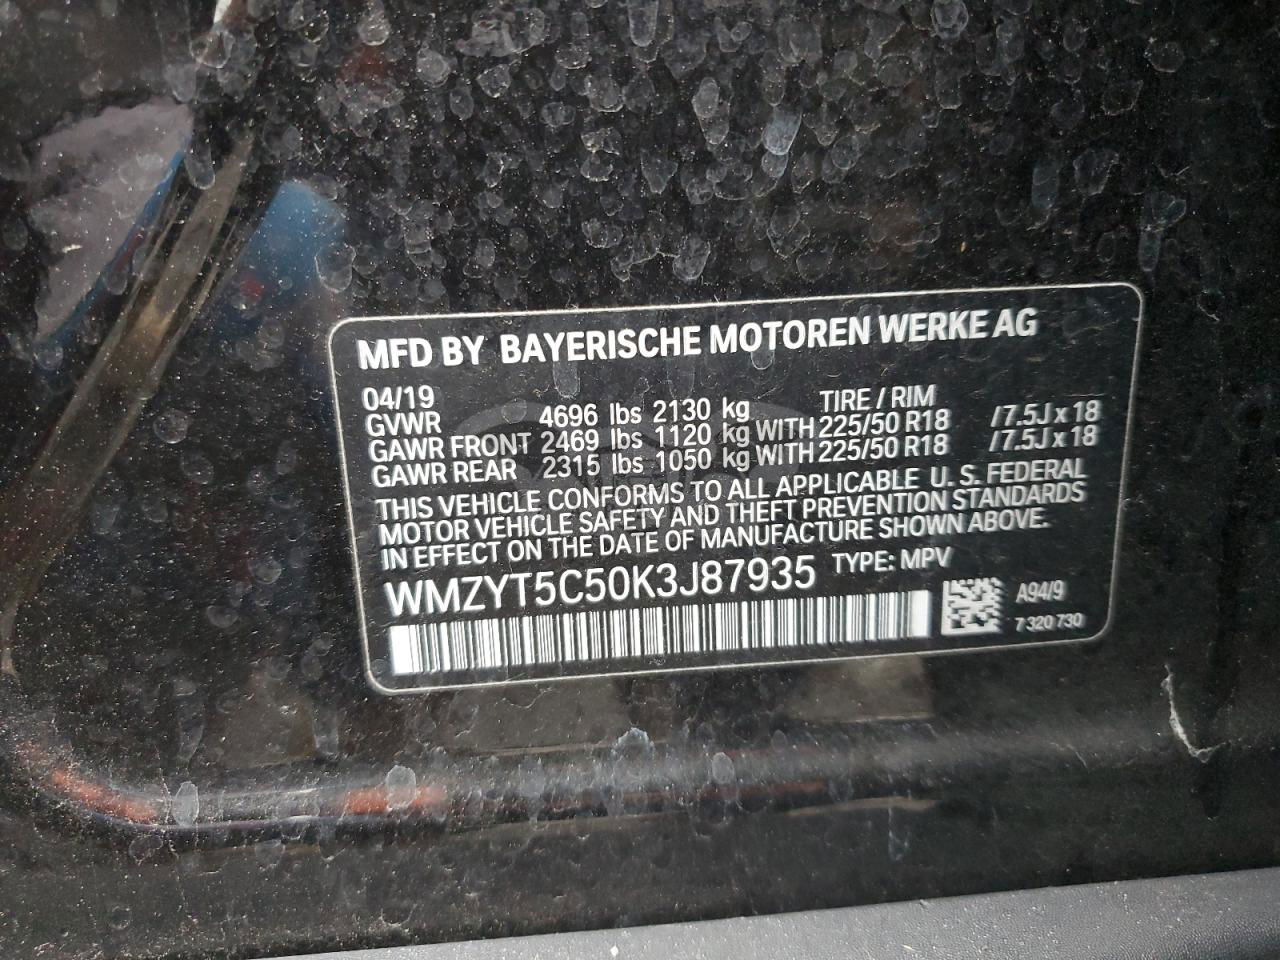 MFD BY BAYERISCHE MOTOREN WERKE AG
04/19 TIRE / RIM
GVWR 4696 lbs 2130 kg
GAWR FRONT 2469 lbs 1120 kg WITH 225/50 R18 /7.5J x 18
GAWR REAR 2315 lbs 1050 kg WITH 225/50 R18 /7.5J x 18
THIS VEHICLE CONFORMS TO ALL APPLICABLE U. S. FEDERAL
MOTOR VEHICLE SAFETY AND THEFT PREVENTION STANDARDS
IN EFFECT ON THE DATE OF MANUFACTURE SHOWN ABOVE.
WMZYT5C50K3J87935 TYPE: MPV
A94/9
7 320 730